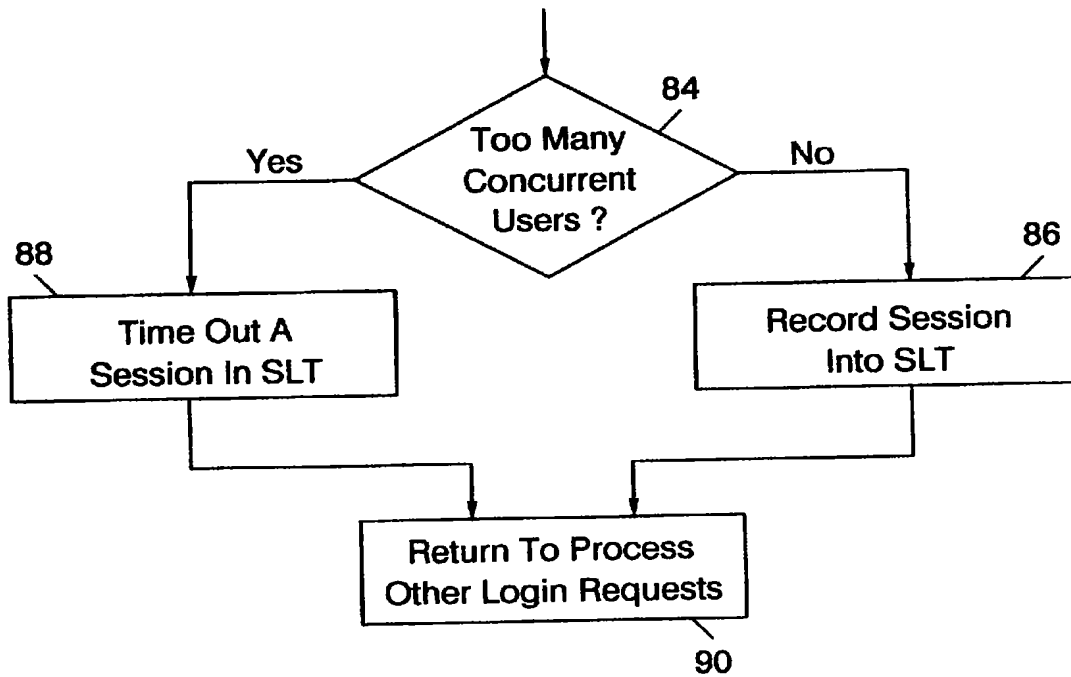 84
Too Many
Concurrent
Users ?
Yes
No
88
Time Out A
Session In SLT
86
Record Session
Into SLT
Return To Process
Other Login Requests
90